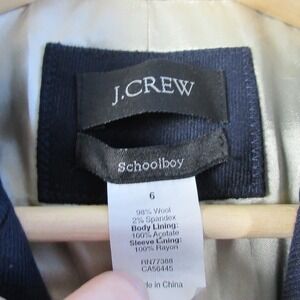 J.CREW
Schoolboy
6
98% Wool
2% Spandex
Body Lining:
100% Acetate
Sleeve Lining:
100% Rayon
RN77388
CA56445
in China